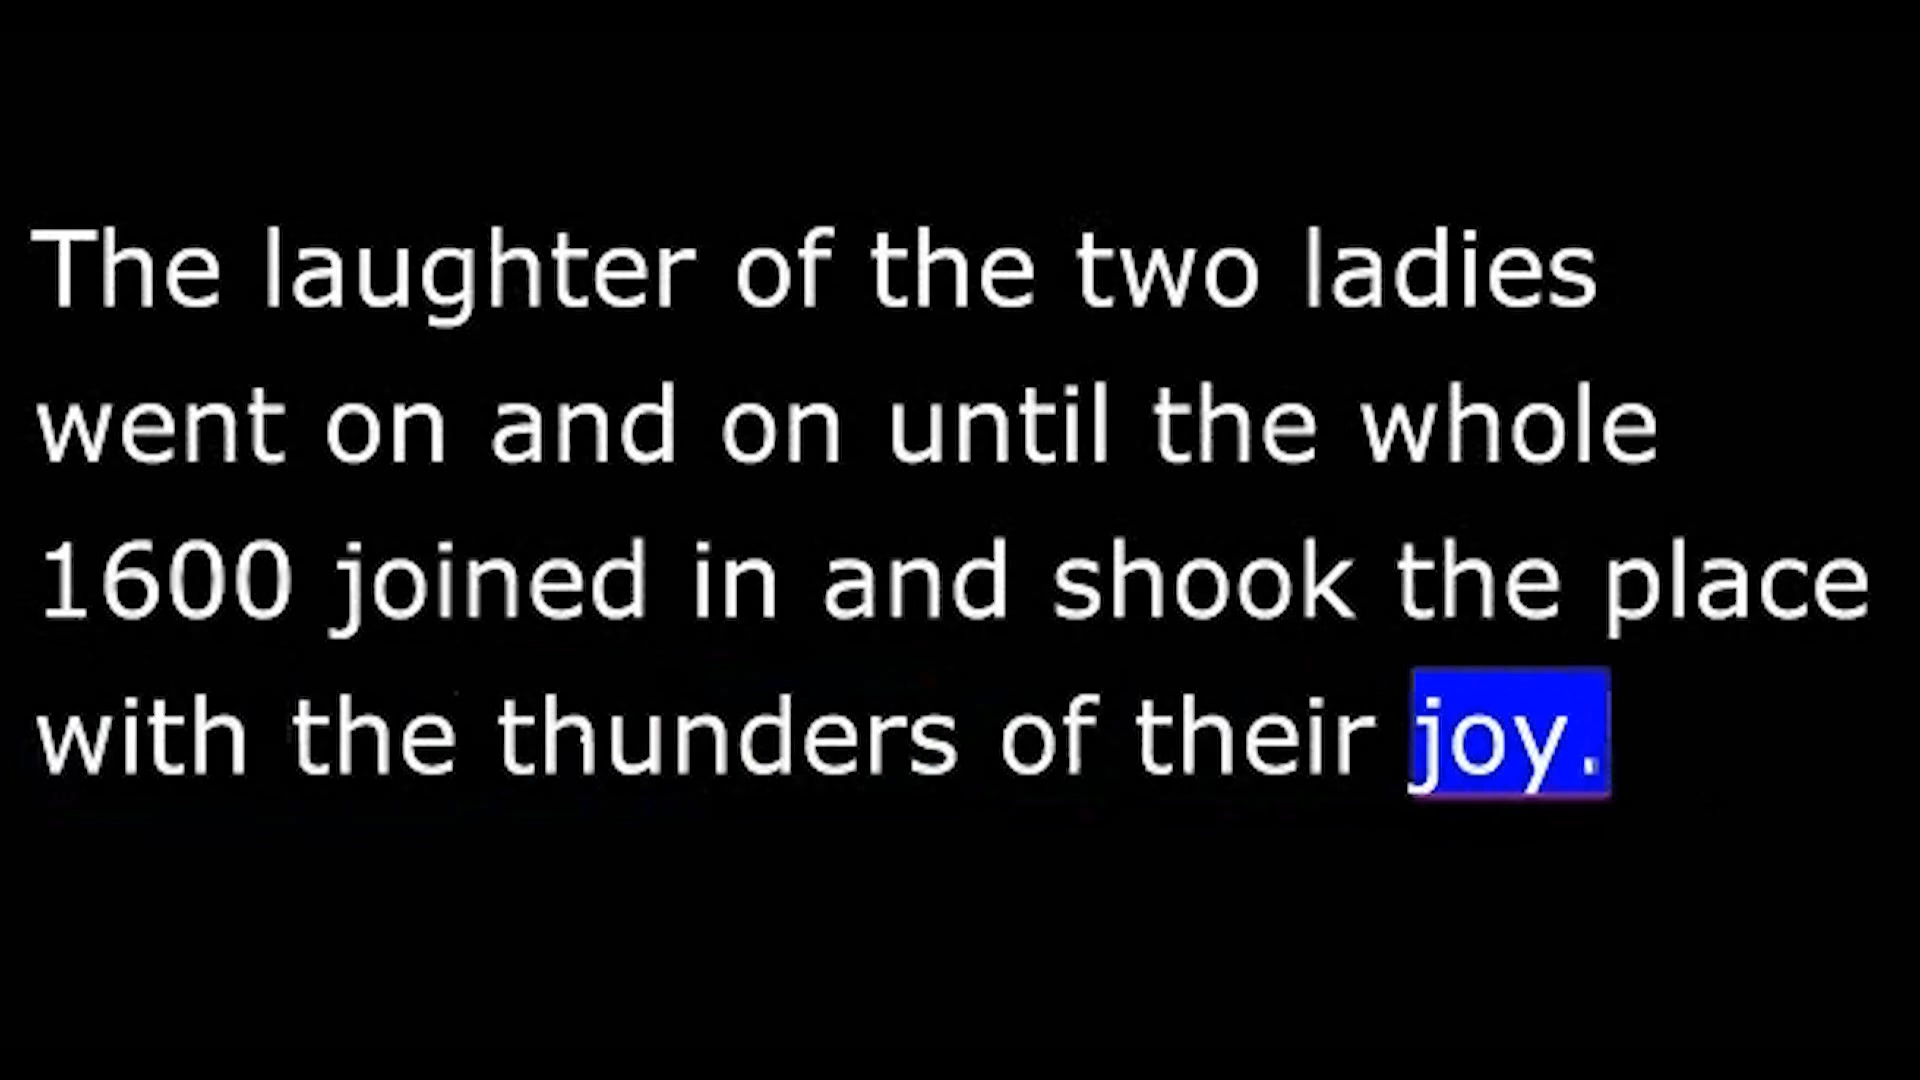 The laughter of the two ladies
went on and on until the whole
1600 joined in and shook the place
with the thunders of their joy.